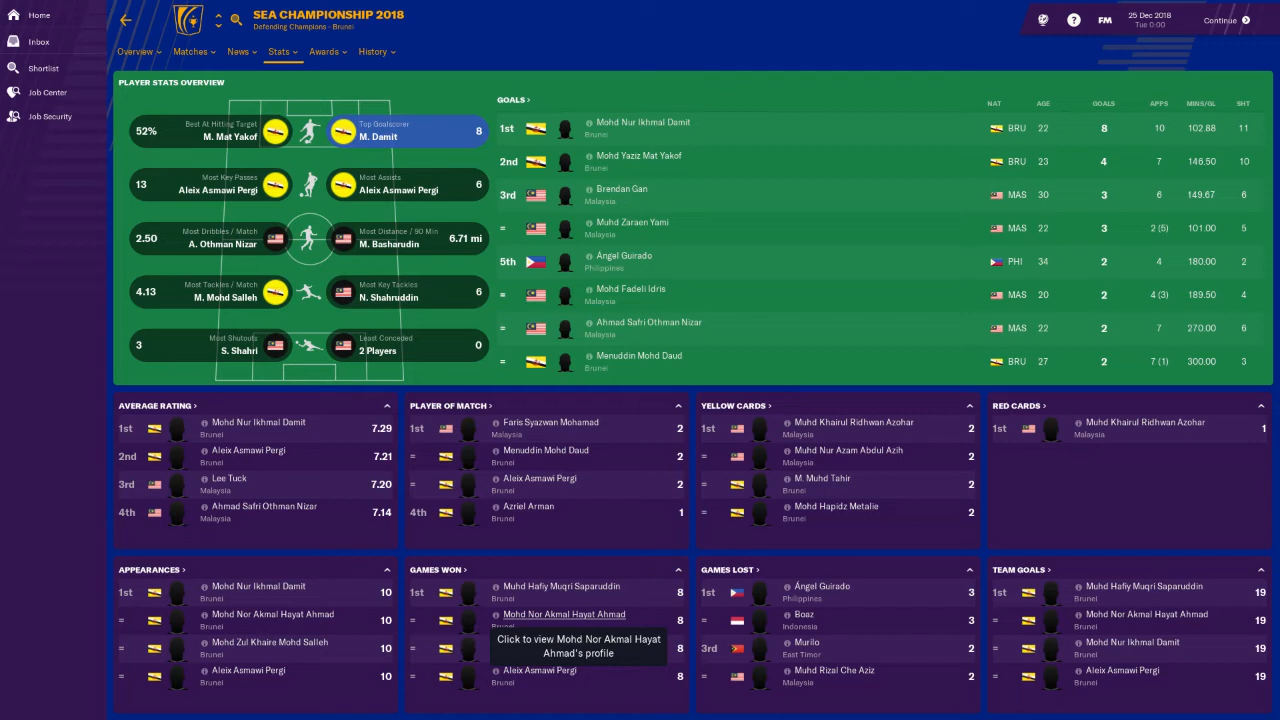 Home
Inbox
Shortlist
Job Center
Job Security
SEA CHAMPIONSHIP 2018
Defending Champions - Brunei
FM
25 Dec 2018
Tue 0:00
Continue
Overview
Matches
News
Stats
Awards
History
PLAYER STATS OVERVIEW
52% Best At Hitting Target M. Mat Yakof
Top Goalscorer M. Damit 8
13 Most Key Passes Aleix Asmawi Pergi
Most Assists Aleix Asmawi Pergi 6
2.50 Most Dribbles / Match A. Othman Nizar
Most Distance / 90 Min M. Basharudin 6.71 mi
4.13 Most Tackles / Match M. Mohd Salleh
Most Key Tackles N. Shahruddin 6
3 Most Shutouts S. Shahri
Least Conceded 2 Players 0
GOALS NAT AGE GOALS APPS MINS/GL SHT
1st Mohd Nur Ikhmal Damit BRU 22 8 10 102.88 11
Brunei
2nd Mohd Yaziz Mat Yakof BRU 23 4 7 146.50 10
Brunei
3rd Brendan Gan MAS 30 3 6 149.67 6
Malaysia
= Muhd Zaraen Yami MAS 22 3 2 (5) 101.00 5
Malaysia
5th Ángel Guirado PHI 34 2 4 180.00 2
Philippines
= Mohd Fadeli Idris MAS 20 2 4 (3) 189.50 4
Malaysia
= Ahmad Safri Othman Nizar MAS 22 2 7 270.00 6
Malaysia
= Menuddin Mohd Daud BRU 27 2 7 (1) 300.00 3
Brunei
AVERAGE RATING
1st Mohd Nur Ikhmal Damit 7.29
Brunei
2nd Aleix Asmawi Pergi 7.21
Brunei
3rd Lee Tuck 7.20
Malaysia
4th Ahmad Safri Othman Nizar 7.14
Malaysia
PLAYER OF MATCH
1st Faris Syazwan Mohamad 2
Malaysia
= Menuddin Mohd Daud 2
Brunei
= Aleix Asmawi Pergi 2
Brunei
4th Azriel Arman 1
Brunei
YELLOW CARDS
1st Muhd Khairul Ridhwan Azohar 2
Malaysia
= Muhd Nur Azam Abdul Azih 2
Malaysia
= M. Muhd Tahir 2
Brunei
= Mohd Hapidz Metalie 2
Brunei
RED CARDS
1st Muhd Khairul Ridhwan Azohar 1
Malaysia
APPEARANCES
1st Mohd Nur Ikhmal Damit 10
Brunei
= Mohd Nor Akmal Hayat Ahmad 10
Brunei
= Mohd Zul Khaire Mohd Salleh 10
Brunei
= Aleix Asmawi Pergi 10
Brunei
GAMES WON
1st Muhd Hafiy Muqri Saparuddin 8
Brunei
= Mohd Nor Akmal Hayat Ahmad 8
Brunei
Click to view Mohd Nor Akmal Hayat
Ahmad's profile
8
= Aleix Asmawi Pergi 8
Brunei
GAMES LOST
1st Ángel Guirado 3
Philippines
= Boaz 3
Indonesia
3rd Murilo 2
East Timor
= Muhd Rizal Che Aziz 2
Malaysia
TEAM GOALS
1st Muhd Hafiy Muqri Saparuddin 19
Brunei
= Mohd Nor Akmal Hayat Ahmad 19
Brunei
= Mohd Nur Ikhmal Damit 19
Brunei
= Aleix Asmawi Pergi 19
Brunei